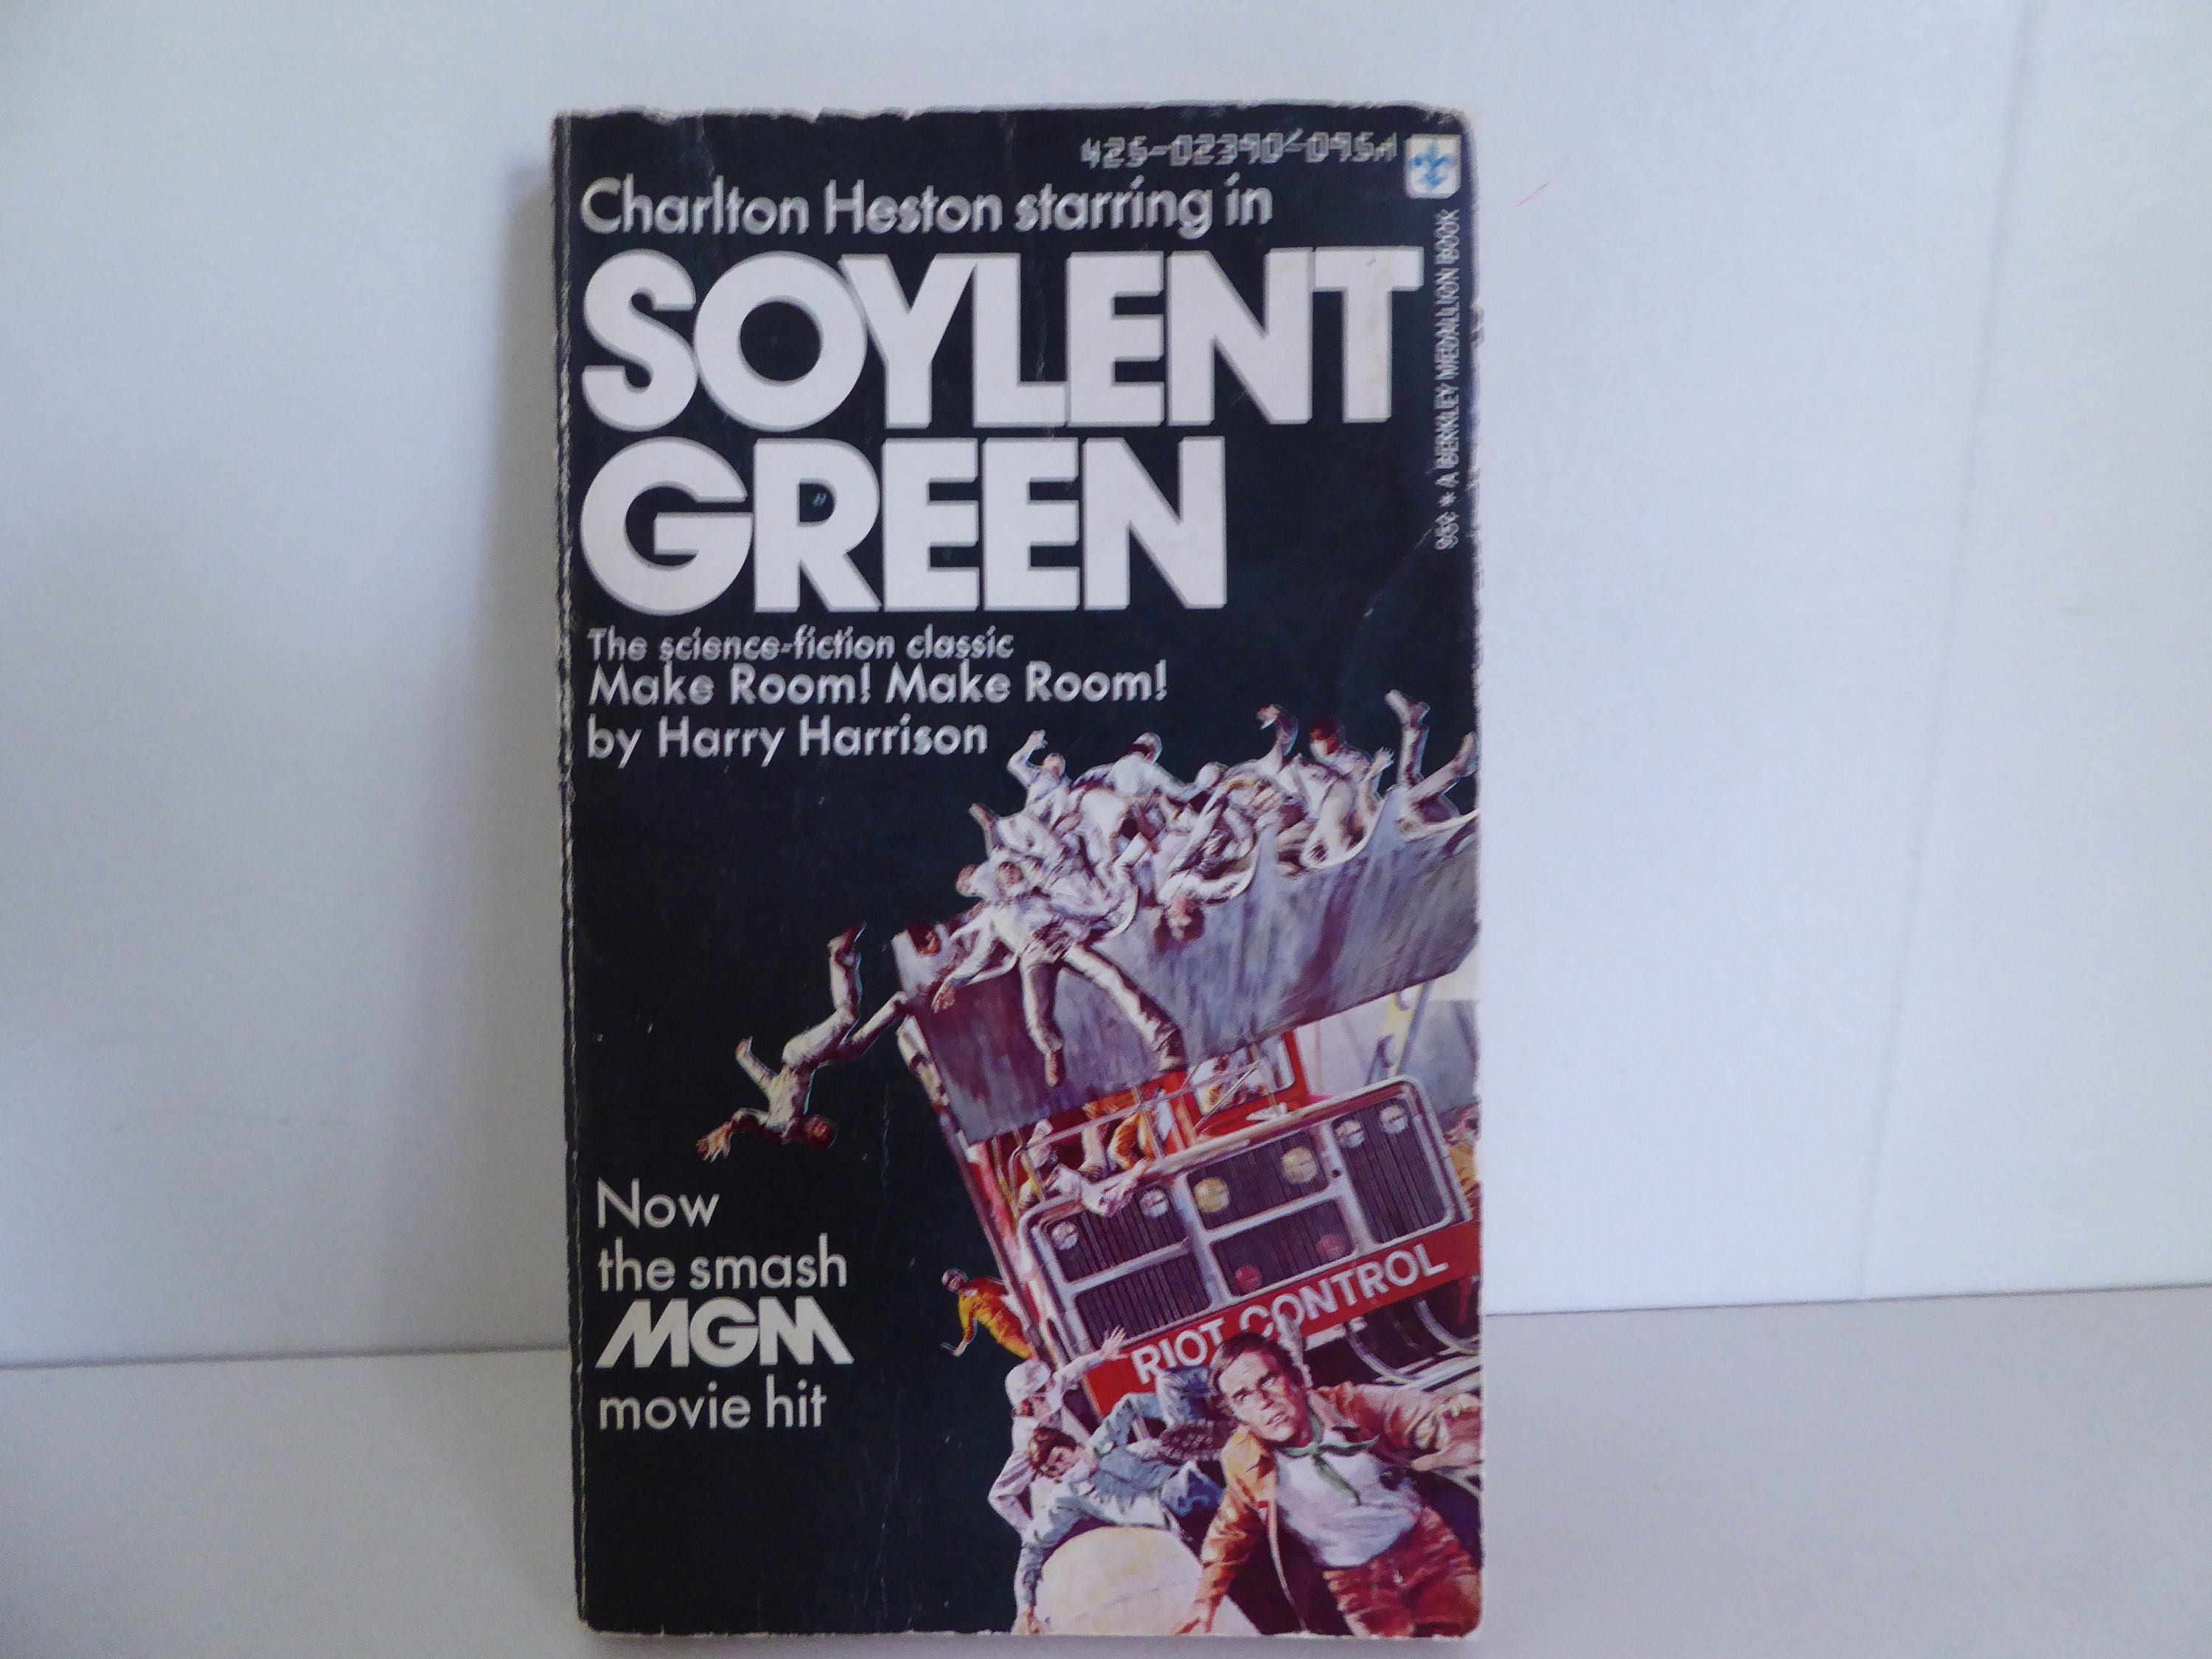 425-02390-095
Charlton Heston starring in
SOYLENT
GREEN
The science-fiction classic
Make Room! Make Room!
by Harry Harrison
Now
the smash
MGM
movie hit
RIOT CONTROL
95¢ * A BERKLEY MEDALLION BOOK